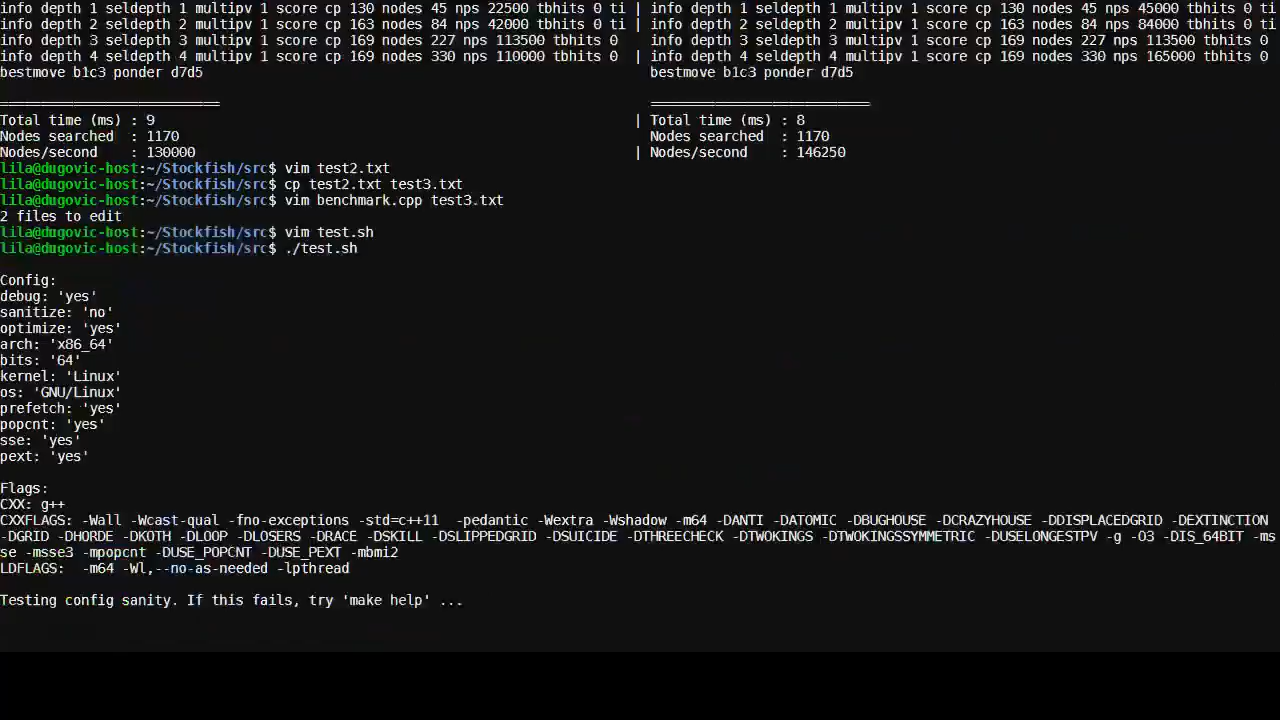 info depth 1 seldepth 1 multipv 1 score cp 130 nodes 45 nps 22500 tbhits 0 ti | info depth 1 seldepth 1 multipv 1 score cp 130 nodes 45 nps 45000 tbhits 0 ti
info depth 2 seldepth 2 multipv 1 score cp 163 nodes 84 nps 42000 tbhits 0 ti | info depth 2 seldepth 2 multipv 1 score cp 163 nodes 84 nps 84000 tbhits 0 ti
info depth 3 seldepth 3 multipv 1 score cp 169 nodes 227 nps 113500 tbhits 0 info depth 3 seldepth 3 multipv 1 score cp 169 nodes 227 nps 113500 tbhits 0
info depth 4 seldepth 4 multipv 1 score cp 169 nodes 330 nps 110000 tbhits 0 | info depth 4 seldepth 4 multipv 1 score cp 169 nodes 330 nps 165000 tbhits 0
bestmove b1c3 ponder d7d5 bestmove b1c3 ponder d7d5
=========================== ===========================
Total time (ms) : 9 | Total time (ms) : 8
Nodes searched : 1170 Nodes searched : 1170
Nodes/second : 130000 | Nodes/second : 146250
lila@dugovic-host:~/Stockfish/src$ vim test2.txt
lila@dugovic-host:~/Stockfish/src$ cp test2.txt test3.txt
lila@dugovic-host:~/Stockfish/src$ vim benchmark.cpp test3.txt
2 files to edit
lila@dugovic-host:~/Stockfish/src$ vim test.sh
lila@dugovic-host:~/Stockfish/src$ ./test.sh
Config:
debug: 'yes'
sanitize: 'no'
optimize: 'yes'
arch: 'x86_64'
bits: '64'
kernel: 'Linux'
os: 'GNU/Linux'
prefetch: 'yes'
popcnt: 'yes'
sse: 'yes'
pext: 'yes'
Flags:
CXX: g++
CXXFLAGS: -Wall -Wcast-qual -fno-exceptions -std=c++11 -pedantic -Wextra -Wshadow -m64 -DANTI -DATOMIC -DBUGHOUSE -DCRAZYHOUSE -DDISPLACEDGRID -DEXTINCTION
-DGRID -DHORDE -DKOTH -DLOOP -DLOSERS -DRACE -DSKILL -DSLIPPEDGRID -DSUICIDE -DTHREECHECK -DTWOKINGS -DTWOKINGSSYMMETRIC -DUSELONGESTPV -g -O3 -DIS_64BIT -ms
se -msse3 -mpopcnt -DUSE_POPCNT -DUSE_PEXT -mbmi2
LDFLAGS: -m64 -Wl,--no-as-needed -lpthread
Testing config sanity. If this fails, try 'make help' ...